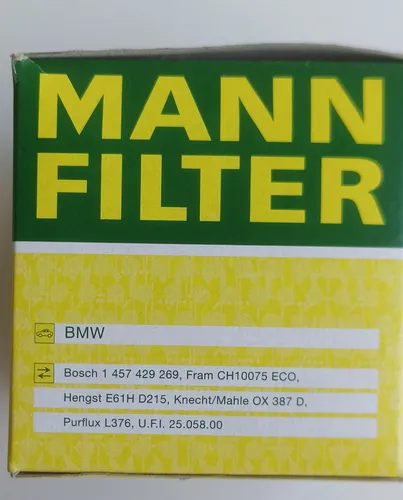 MANN
FILTER
BMW
Bosch 1 457 429 269, Fram CH10075 ECO,
Hengst E61H D215, Knecht/Mahle OX 387 D,
Purflux L376, U.F.I. 25.058.00